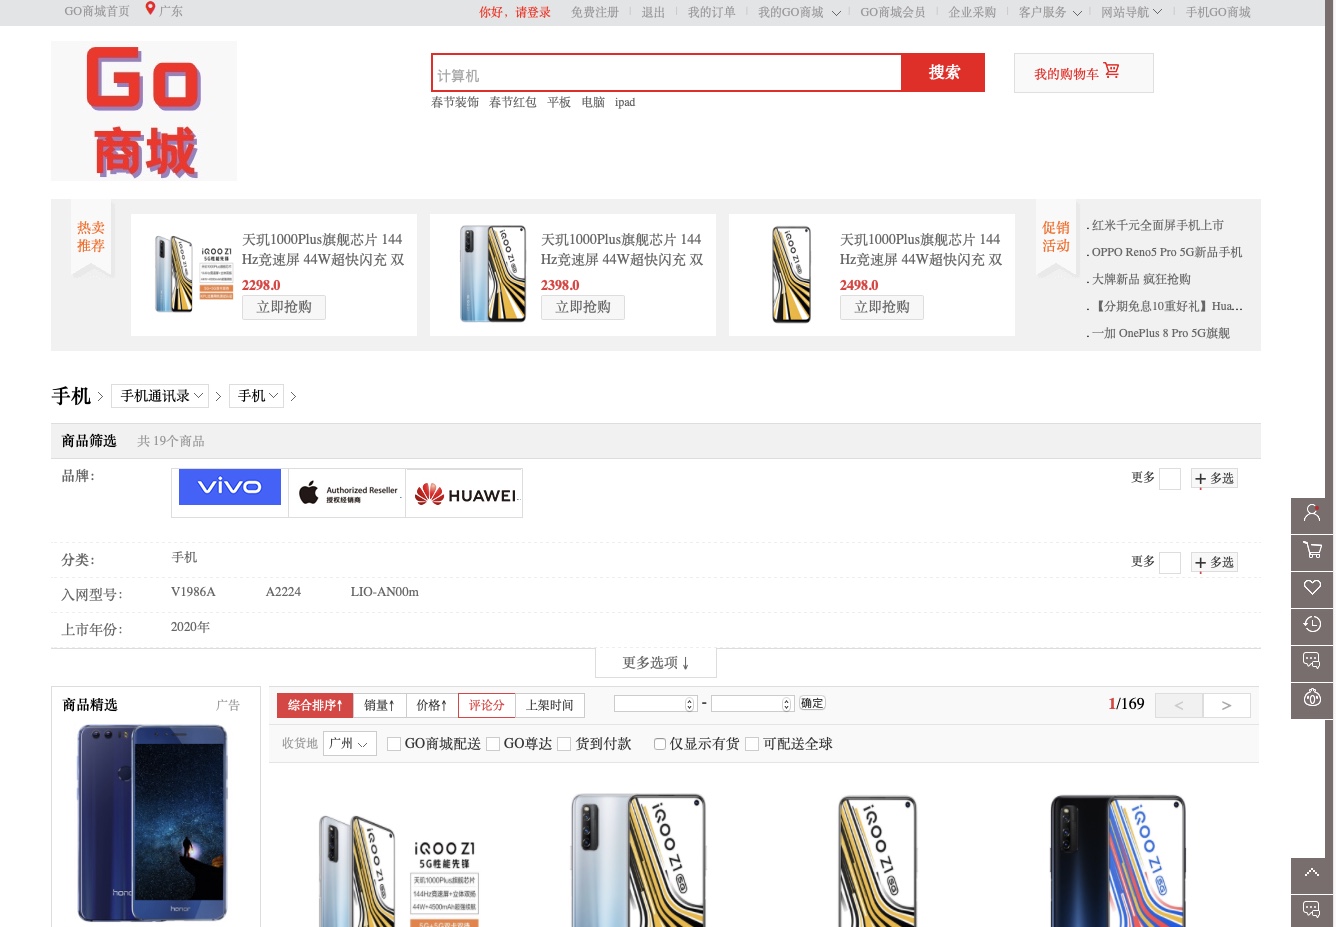 GO商城首页 广东 你好，请登录 免费注册 退出 我的订单 我的GO商城 GO商城会员 企业采购 客户服务 网站导航 手机GO商城
Go
商城
计算机 搜索 我的购物车
春节装饰 春节红包 平板 电脑 ipad
热卖
推荐
iQOO Z1
5G性能先锋
天玑1000Plus旗舰芯片 144
Hz竞速屏 44W超快闪充 双
2298.0
立即抢购
iQOO Z1
天玑1000Plus旗舰芯片 144
Hz竞速屏 44W超快闪充 双
2398.0
立即抢购
iQOO Z1
天玑1000Plus旗舰芯片 144
Hz竞速屏 44W超快闪充 双
2498.0
立即抢购
促销
活动
. 红米千元全面屏手机上市
. OPPO Reno5 Pro 5G新品手机
. 大牌新品 疯狂抢购
. 【分期免息10重好礼】Hua...
. 一加 OnePlus 8 Pro 5G旗舰
手机 > 手机通讯录 > 手机 >
商品筛选 共 19个商品
品牌： vivo Authorized Reseller HUAWEI 更多 + 多选
授权经销商
分类： 手机 更多 + 多选
入网型号： V1986A A2224 LIO-AN00m
上市年份： 2020年
更多选项↓
商品精选 广告
honor
honor
综合排序↑ 销量↑ 价格↑ 评论分 上架时间 - 确定 1/169 < >
收货地 广州 GO商城配送 GO尊达 货到付款 仅显示有货 可配送全球
iQOO Z1 5G
iQOO Z1
5G性能先锋
天玑1000Plus旗舰芯片
144Hz竞速屏+立体双扬
44W+4500mAh超强续航
5G+5G双卡双待
iQOO Z1 5G
iQOO Z1 5G
iQOO Z1 5G